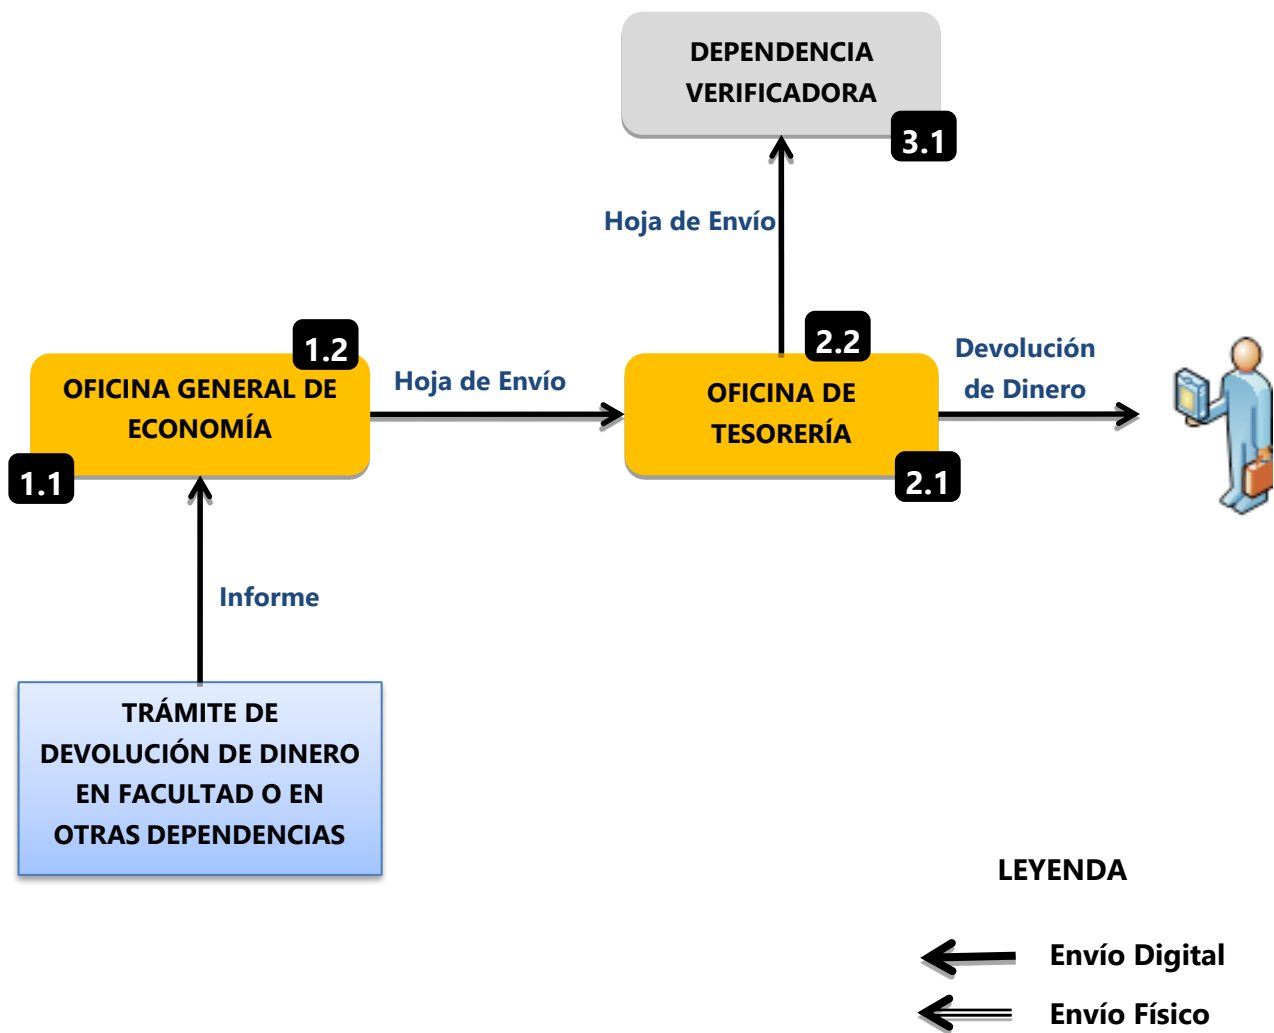 DEPENDENCIA
VERIFICADORA
3.1
Hoja de Envío
1.2
OFICINA GENERAL DE
ECONOMÍA
1.1
Hoja de Envío
2.2
OFICINA DE
TESORERÍA
2.1
Devolución
de Dinero
Informe
TRÁMITE DE
DEVOLUCIÓN DE DINERO
EN FACULTAD O EN
OTRAS DEPENDENCIAS
LEYENDA
Envío Digital
Envío Físico